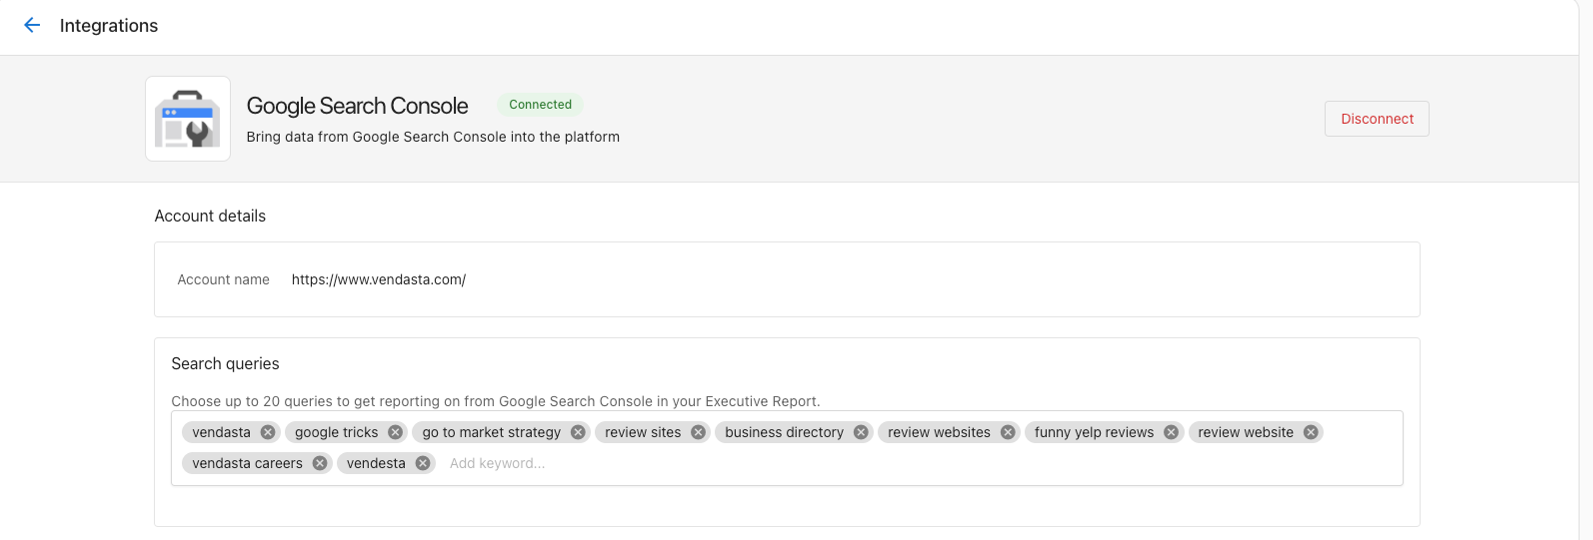 Integrations
Google Search Console Connected
Bring data from Google Search Console into the platform
Disconnect
Account details
Account name https://www.vendasta.com/
Search queries
Choose up to 20 queries to get reporting on from Google Search Console in your Executive Report.
vendasta google tricks go to market strategy review sites business directory review websites funny yelp reviews review website
vendasta careers vendesta Add keyword...